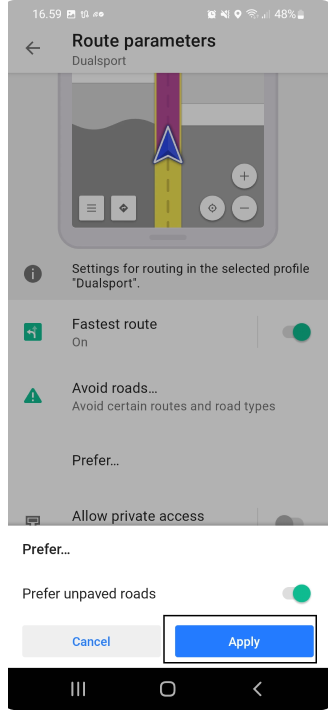 16.59
48%
Route parameters
Dualsport
Settings for routing in the selected profile
"Dualsport".
Fastest route
On
Avoid roads...
Avoid certain routes and road types
Prefer...
Allow private access
Prefer...
Prefer unpaved roads
Cancel
Apply